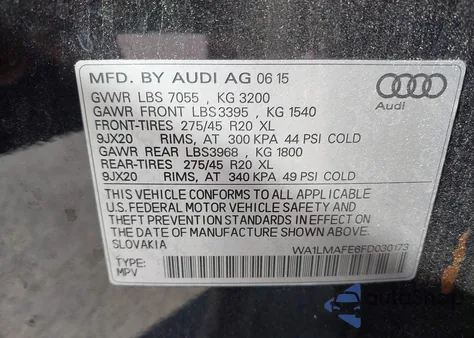 MFD. BY AUDI AG 06 15
GVWR LBS 7055 , KG 3200
GAWR FRONT LBS3395 , KG 1540
FRONT-TIRES 275/45 R20 XL
9JX20 RIMS, AT 300 KPA 44 PSI COLD
GAWR REAR LBS3968 , KG 1800
REAR-TIRES 275/45 R20 XL
9JX20 RIMS, AT 340 KPA 49 PSI COLD
THIS VEHICLE CONFORMS TO ALL APPLICABLE
U.S. FEDERAL MOTOR VEHICLE SAFETY AND
THEFT PREVENTION STANDARDS IN EFFECT ON
THE DATE OF MANUFACTURE SHOWN ABOVE.
SLOVAKIA
WA1LMAFE6FD030173
TYPE:
MPV
Audi
autoShop